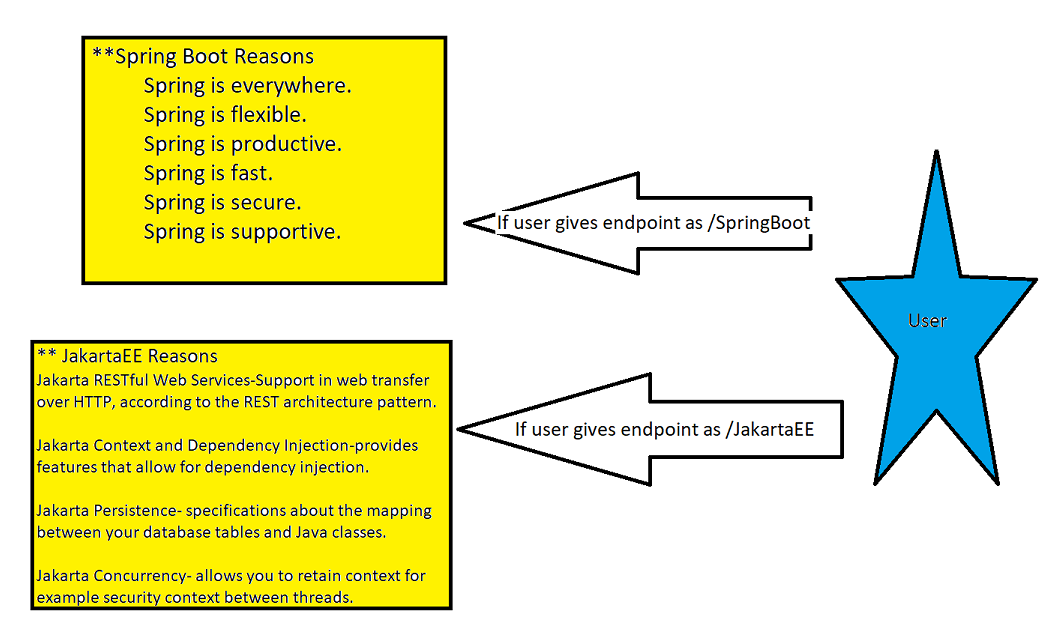 **Spring Boot Reasons
Spring is everywhere.
Spring is flexible.
Spring is productive.
Spring is fast.
Spring is secure.
Spring is supportive.
If user gives endpoint as /SpringBoot
User
** JakartaEE Reasons
Jakarta RESTful Web Services-Support in web transfer
over HTTP, according to the REST architecture pattern.
Jakarta Context and Dependency Injection-provides
features that allow for dependency injection.
Jakarta Persistence- specifications about the mapping
between your database tables and Java classes.
Jakarta Concurrency- allows you to retain context for
example security context between threads.
If user gives endpoint as /JakartaEE